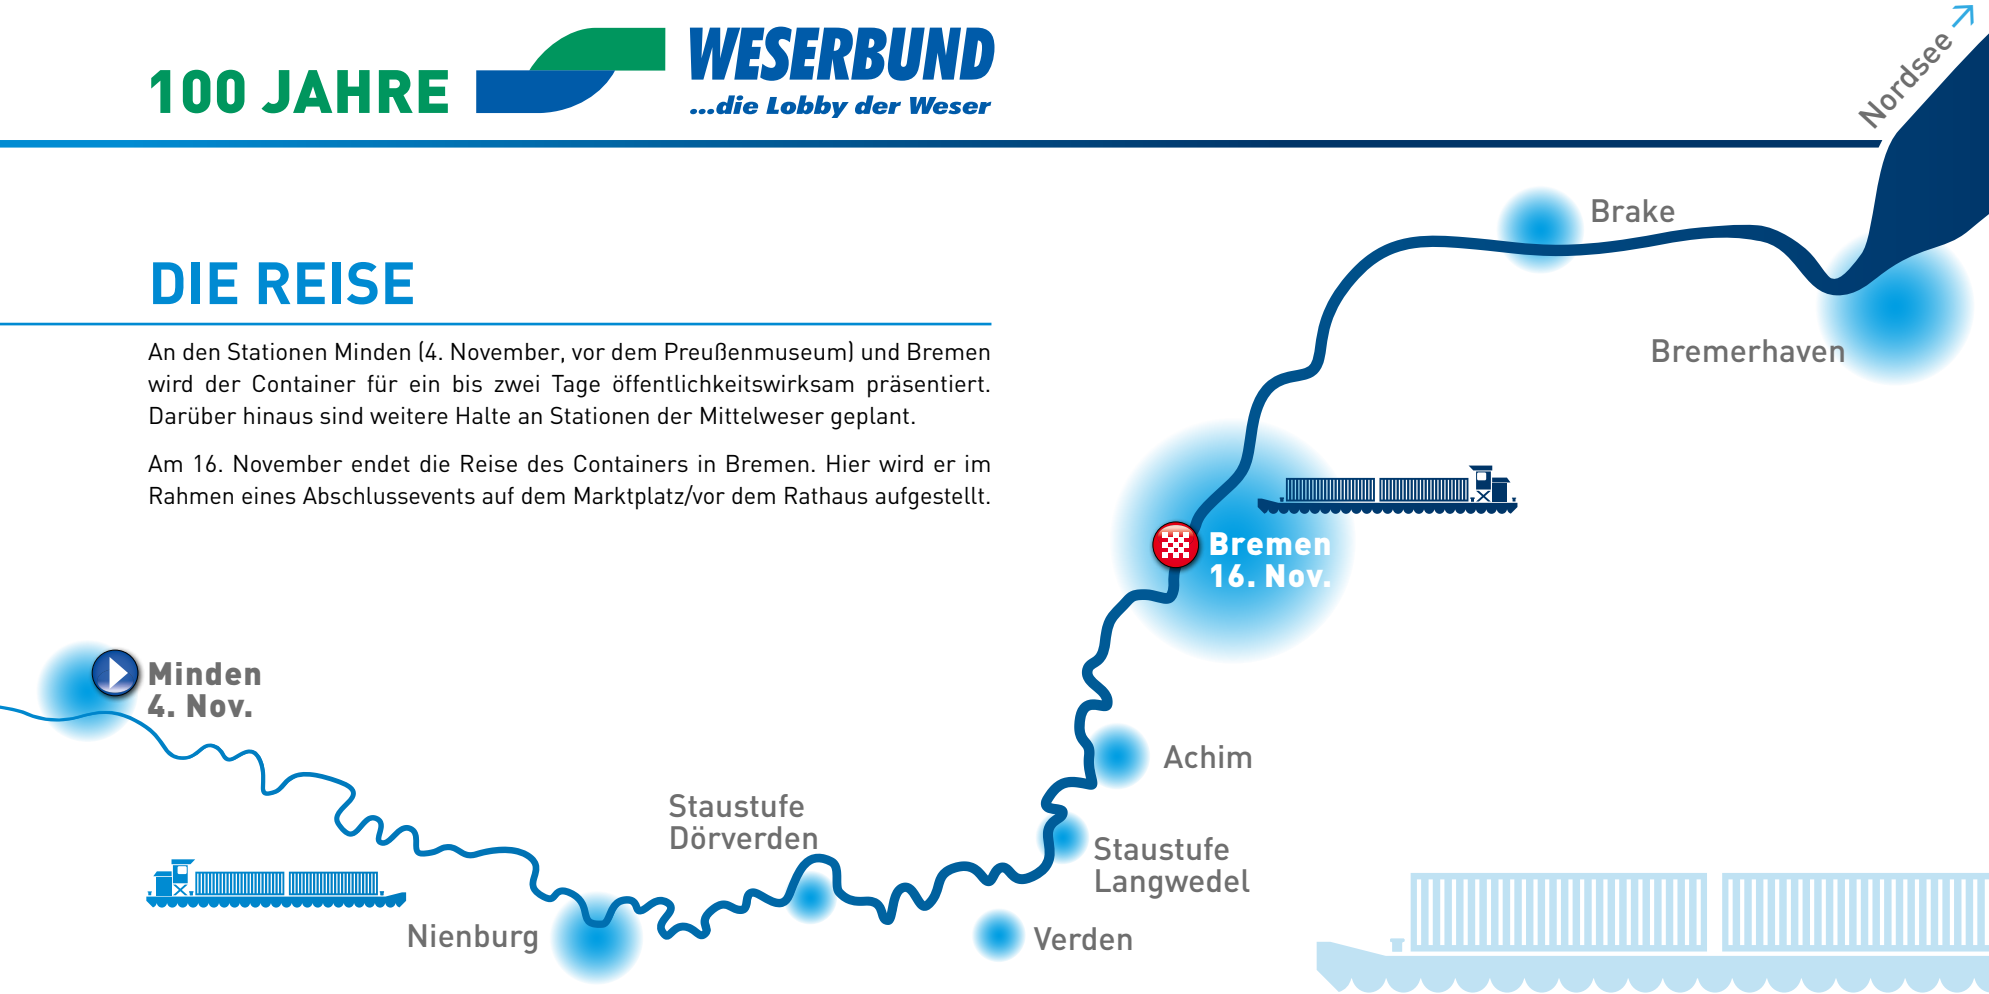 100 JAHRE
WESERBUND
...die Lobby der Weser
Nordsee
DIE REISE
An den Stationen Minden (4. November, vor dem Preußenmuseum) und Bremen
wird der Container für ein bis zwei Tage öffentlichkeitswirksam präsentiert.
Darüber hinaus sind weitere Halte an Stationen der Mittelweser geplant.
Am 16. November endet die Reise des Containers in Bremen. Hier wird er im
Rahmen eines Abschlussevents auf dem Marktplatz/vor dem Rathaus aufgestellt.
Brake
Bremerhaven
Bremen
16. Nov.
Minden
4. Nov.
Achim
Staustufe
Dörverden
Staustufe
Langwedel
Nienburg
Verden